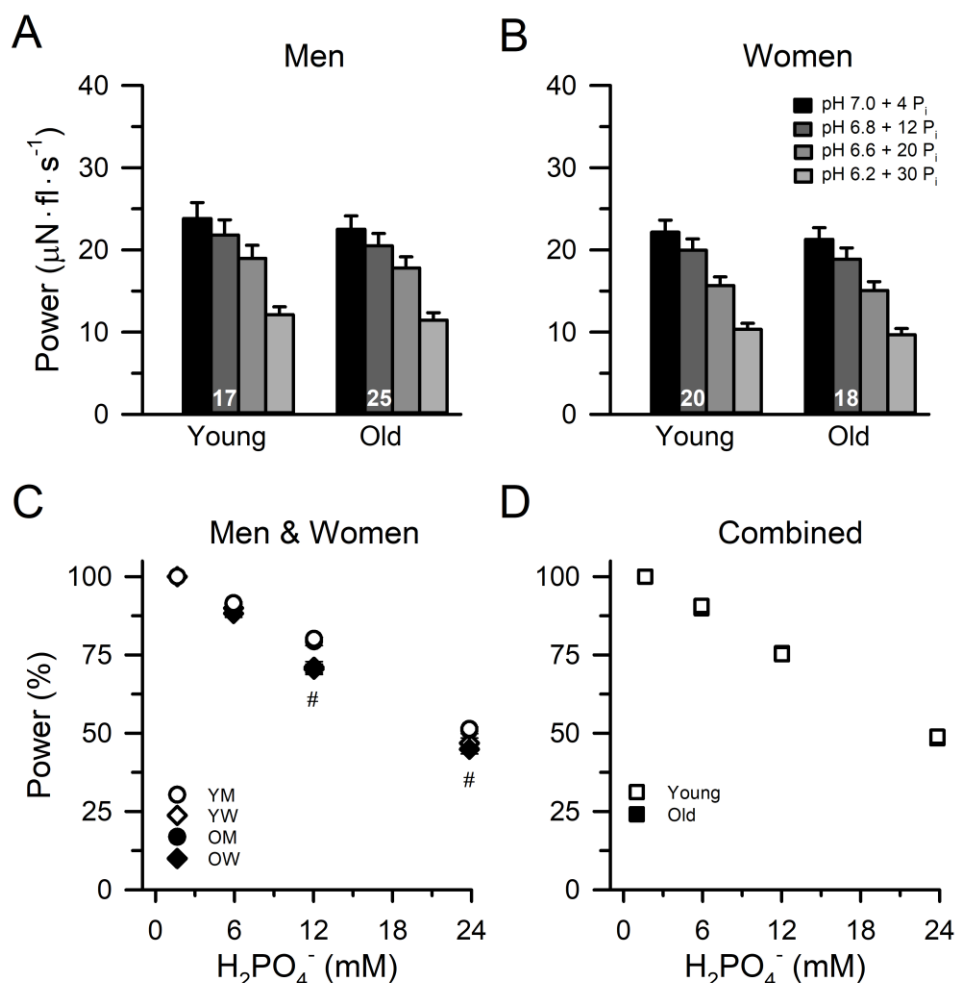 A
Men
40
30
20
10
0
Power (µN·fl·s⁻¹)
17
25
Young
Old
B
Women
40
30
20
10
0
pH 7.0 + 4 Pᵢ
pH 6.8 + 12 Pᵢ
pH 6.6 + 20 Pᵢ
pH 6.2 + 30 Pᵢ
20
18
Young
Old
C
Men & Women
100
75
50
25
0
Power (%)
#
#
YM
YW
OM
OW
0 6 12 18 24
H₂PO₄⁻ (mM)
D
Combined
100
75
50
25
0
Young
Old
0 6 12 18 24
H₂PO₄⁻ (mM)